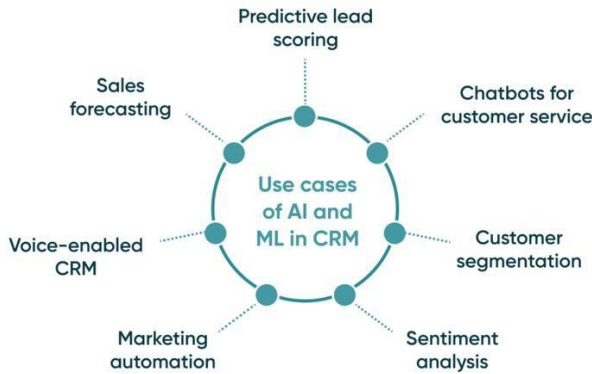 Predictive lead
scoring
Sales
forecasting
Chatbots for
customer service
Use cases
of AI and
ML in CRM
Voice-enabled
CRM
Customer
segmentation
Marketing
automation
Sentiment
analysis